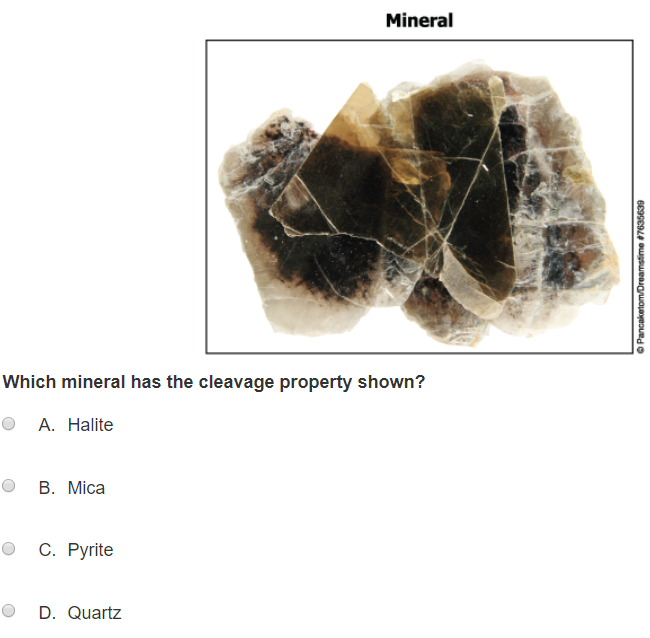 Mineral
© Pancaketom/Dreamstime #7635639
Which mineral has the cleavage property shown?
A. Halite
B. Mica
C. Pyrite
D. Quartz